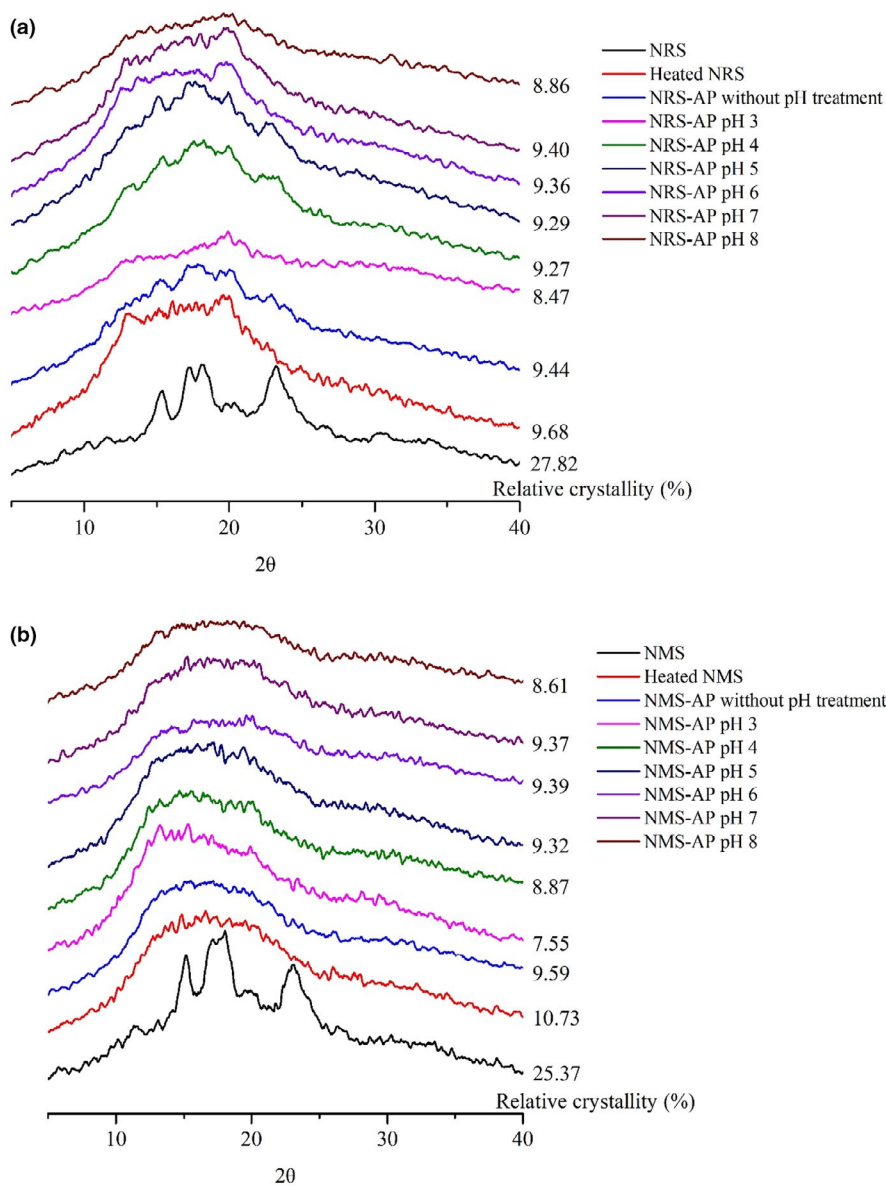 (a)
NRS
Heated NRS
NRS-AP without pH treatment
NRS-AP pH 3
NRS-AP pH 4
NRS-AP pH 5
NRS-AP pH 6
NRS-AP pH 7
NRS-AP pH 8
8.86
9.40
9.36
9.29
9.27
8.47
9.44
9.68
27.82
Relative crystallity (%)
10 20 30 40
2θ
(b)
NMS
Heated NMS
NMS-AP without pH treatment
NMS-AP pH 3
NMS-AP pH 4
NMS-AP pH 5
NMS-AP pH 6
NMS-AP pH 7
NMS-AP pH 8
8.61
9.37
9.39
9.32
8.87
7.55
9.59
10.73
25.37
Relative crystallity (%)
10 20 30 40
2θ